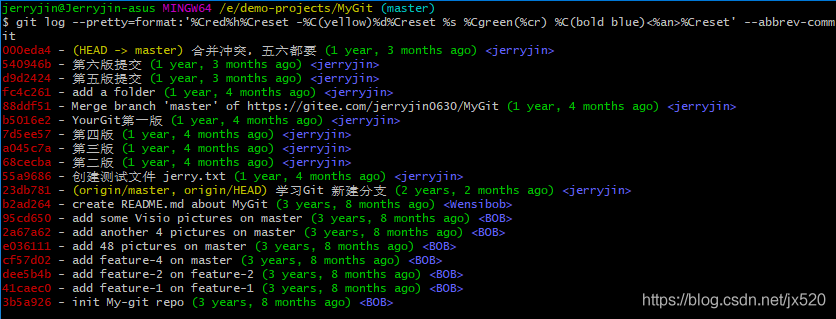 jerryjin@Jerryjin-asus MINGW64 /e/demo-projects/MyGit (master)
$ git log --pretty=format:'%Cred%h%Creset -%C(yellow)%d%Creset %s %Cgreen(%cr) %C(bold blue)<%an>%Creset' --abbrev-comm
it
000eda4 - (HEAD -> master) 合并冲突. 五六都要 (1 year, 3 months ago) <jerryjin>
540946b - 第六版提交 (1 year, 3 months ago) <jerryjin>
d9d2424 - 第五版提交 (1 year, 3 months ago) <jerryjin>
fc4c261 - add a folder (1 year, 4 months ago) <jerryjin>
88ddf51 - Merge branch 'master' of https://gitee.com/jerryjin0630/MyGit (1 year, 4 months ago) <jerryjin>
b5016e2 - YourGit第一版 (1 year, 4 months ago) <jerryjin>
7d5ee57 - 第四版 (1 year, 4 months ago) <jerryjin>
a045c7a - 第三版 (1 year, 4 months ago) <jerryjin>
68cecba - 第二版 (1 year, 4 months ago) <jerryjin>
55a9686 - 创建测试文件 jerry.txt (1 year, 4 months ago) <jerryjin>
23db781 - (origin/master, origin/HEAD) 学习Git 新建分支 (2 years, 2 months ago) <jerryjin>
b2ad264 - create README.md about MyGit (3 years, 8 months ago) <Wensibob>
95cd650 - add some Visio pictures on master (3 years, 8 months ago) <BOB>
2a67a62 - add another 4 pictures on master (3 years, 8 months ago) <BOB>
e036111 - add 48 pictures on master (3 years, 8 months ago) <BOB>
cf57d02 - add feature-4 on master (3 years, 8 months ago) <BOB>
dee5b4b - add feature-2 on feature-2 (3 years, 8 months ago) <BOB>
41caec0 - add feature-1 on feature-1 (3 years, 8 months ago) <BOB>
3b5a926 - init My-git repo (3 years, 8 months ago) <BOB>
https://blog.csdn.net/jx520